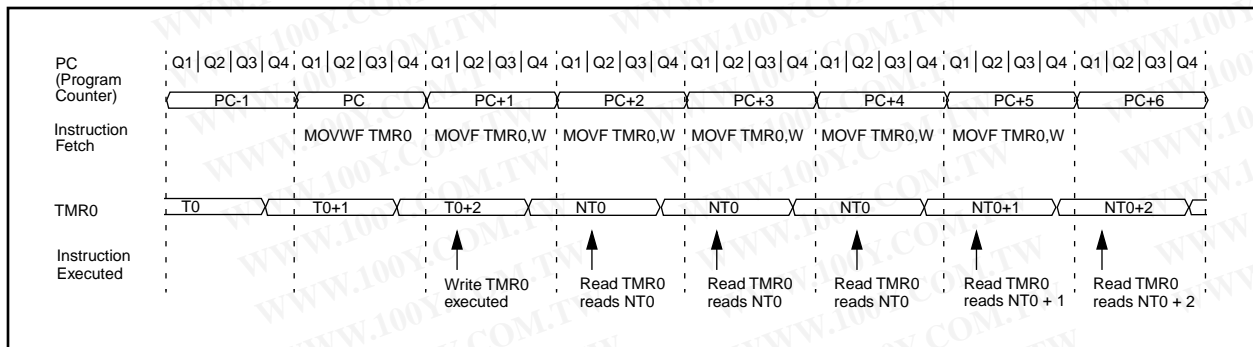 PC
(Program
Counter)
Q1 Q2 Q3 Q4 Q1 Q2 Q3 Q4 Q1 Q2 Q3 Q4 Q1 Q2 Q3 Q4 Q1 Q2 Q3 Q4 Q1 Q2 Q3 Q4 Q1 Q2 Q3 Q4 Q1 Q2 Q3 Q4
PC-1 PC PC+1 PC+2 PC+3 PC+4 PC+5 PC+6
Instruction
Fetch
MOVWF TMR0 MOVF TMR0,W MOVF TMR0,W MOVF TMR0,W MOVF TMR0,W MOVF TMR0,W
TMR0
T0 T0+1 T0+2 NT0 NT0 NT0 NT0+1 NT0+2
Instruction
Executed
Write TMR0
executed
Read TMR0
reads NT0
Read TMR0
reads NT0
Read TMR0
reads NT0
Read TMR0
reads NT0 + 1
Read TMR0
reads NT0 + 2
WWW.100Y.COM.TW